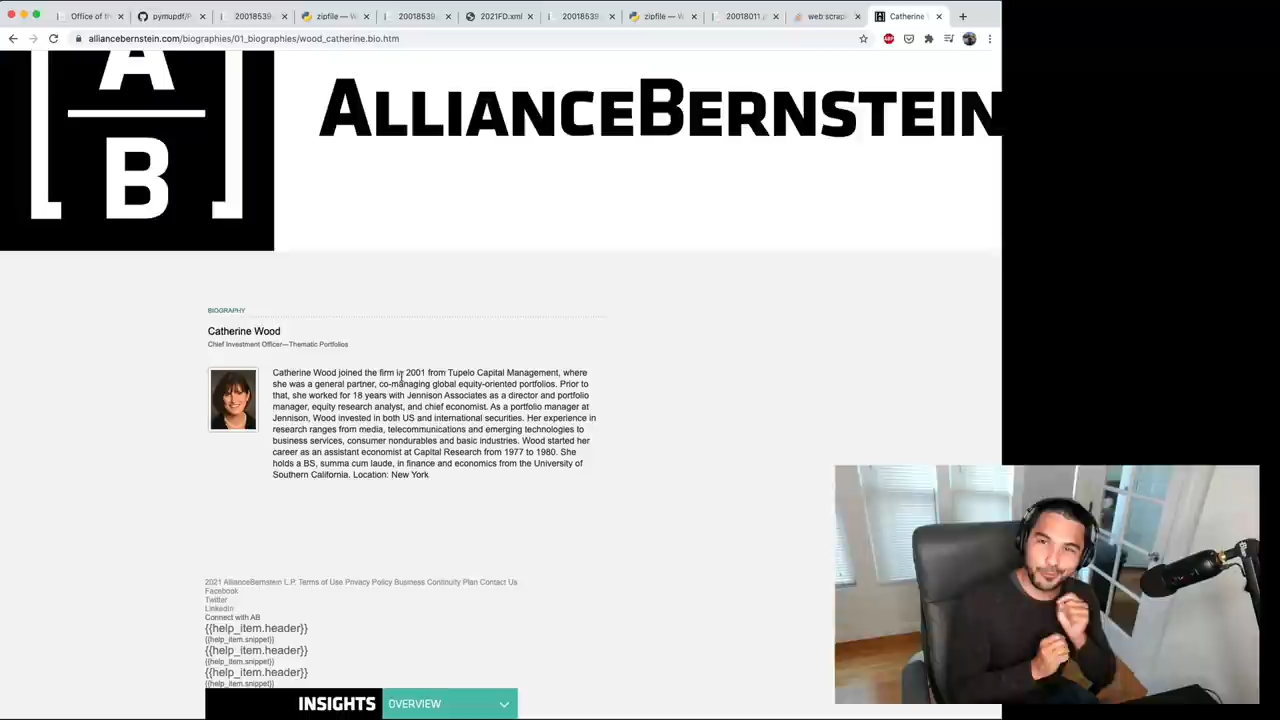 Office of th
pymupdf/P
20018539.
zipfile — W
20018539.
2021FD.xml
20018539.
zipfile — W
20018011.
web scrapi
Catherine
alliancebernstein.com/biographies/01_biographies/wood_catherine.bio.htm
A
B
ALLIANCEBERNSTEIN
BIOGRAPHY
Catherine Wood
Chief Investment Officer—Thematic Portfolios
Catherine Wood joined the firm in 2001 from Tupelo Capital Management, where
she was a general partner, co-managing global equity-oriented portfolios. Prior to
that, she worked for 18 years with Jennison Associates as a director and portfolio
manager, equity research analyst, and chief economist. As a portfolio manager at
Jennison, Wood invested in both US and international securities. Her experience in
research ranges from media, telecommunications and emerging technologies to
business services, consumer nondurables and basic industries. Wood started her
career as an assistant economist at Capital Research from 1977 to 1980. She
holds a BS, summa cum laude, in finance and economics from the University of
Southern California. Location: New York
2021 AllianceBernstein L.P. Terms of Use Privacy Policy Business Continuity Plan Contact Us
Facebook
Twitter
LinkedIn
Connect with AB
{{help_item.header}}
{{help_item.snippet}}
{{help_item.header}}
{{help_item.snippet}}
{{help_item.header}}
{{help_item.snippet}}
INSIGHTS OVERVIEW